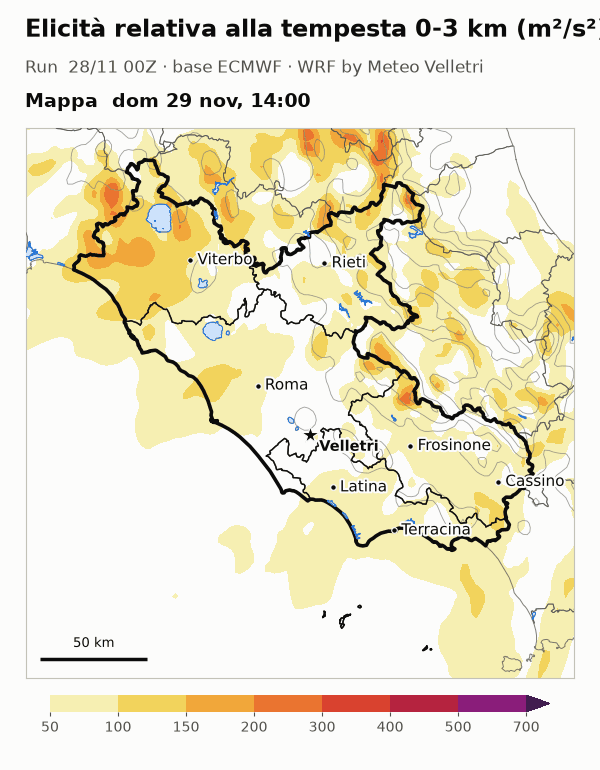 Elicità relativa alla tempesta 0-3 km (m²/s²)
Run 28/11 00Z · base ECMWF · WRF by Meteo Velletri
Mappa dom 29 nov, 14:00
Viterbo
Rieti
Roma
Velletri
Frosinone
Latina
Cassino
Terracina
50 km
50 100 150 200 300 400 500 700